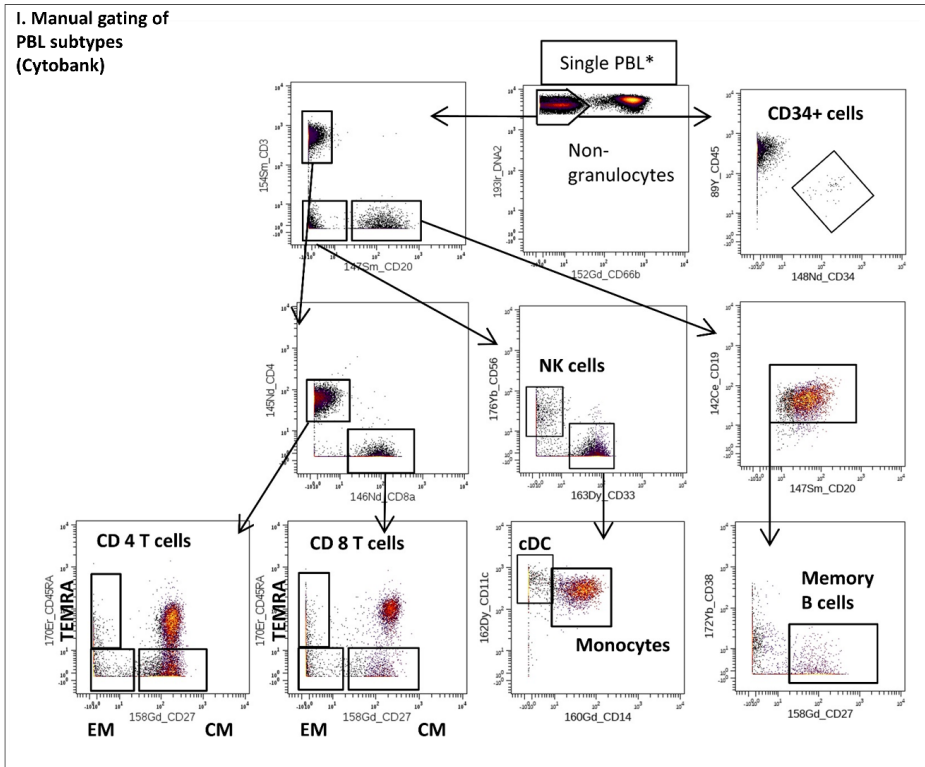 I. Manual gating of
PBL subtypes
(Cytobank)
Single PBL*
Non-
granulocytes
CD34+ cells
154Sm_CD3
147Sm_CD20
193Ir_DNA2
152Gd_CD66b
89Y_CD45
148Nd_CD34
145Nd_CD4
146Nd_CD8a
176Yb_CD56
NK cells
163Dy_CD33
142Ce_CD19
147Sm_CD20
CD 4 T cells
170Er_CD45RA
TEMRA
158Gd_CD27
EM
CM
CD 8 T cells
170Er_CD45RA
TEMRA
158Gd_CD27
EM
CM
cDC
162Dy_CD11c
Monocytes
160Gd_CD14
Memory
B cells
172Yb_CD38
158Gd_CD27